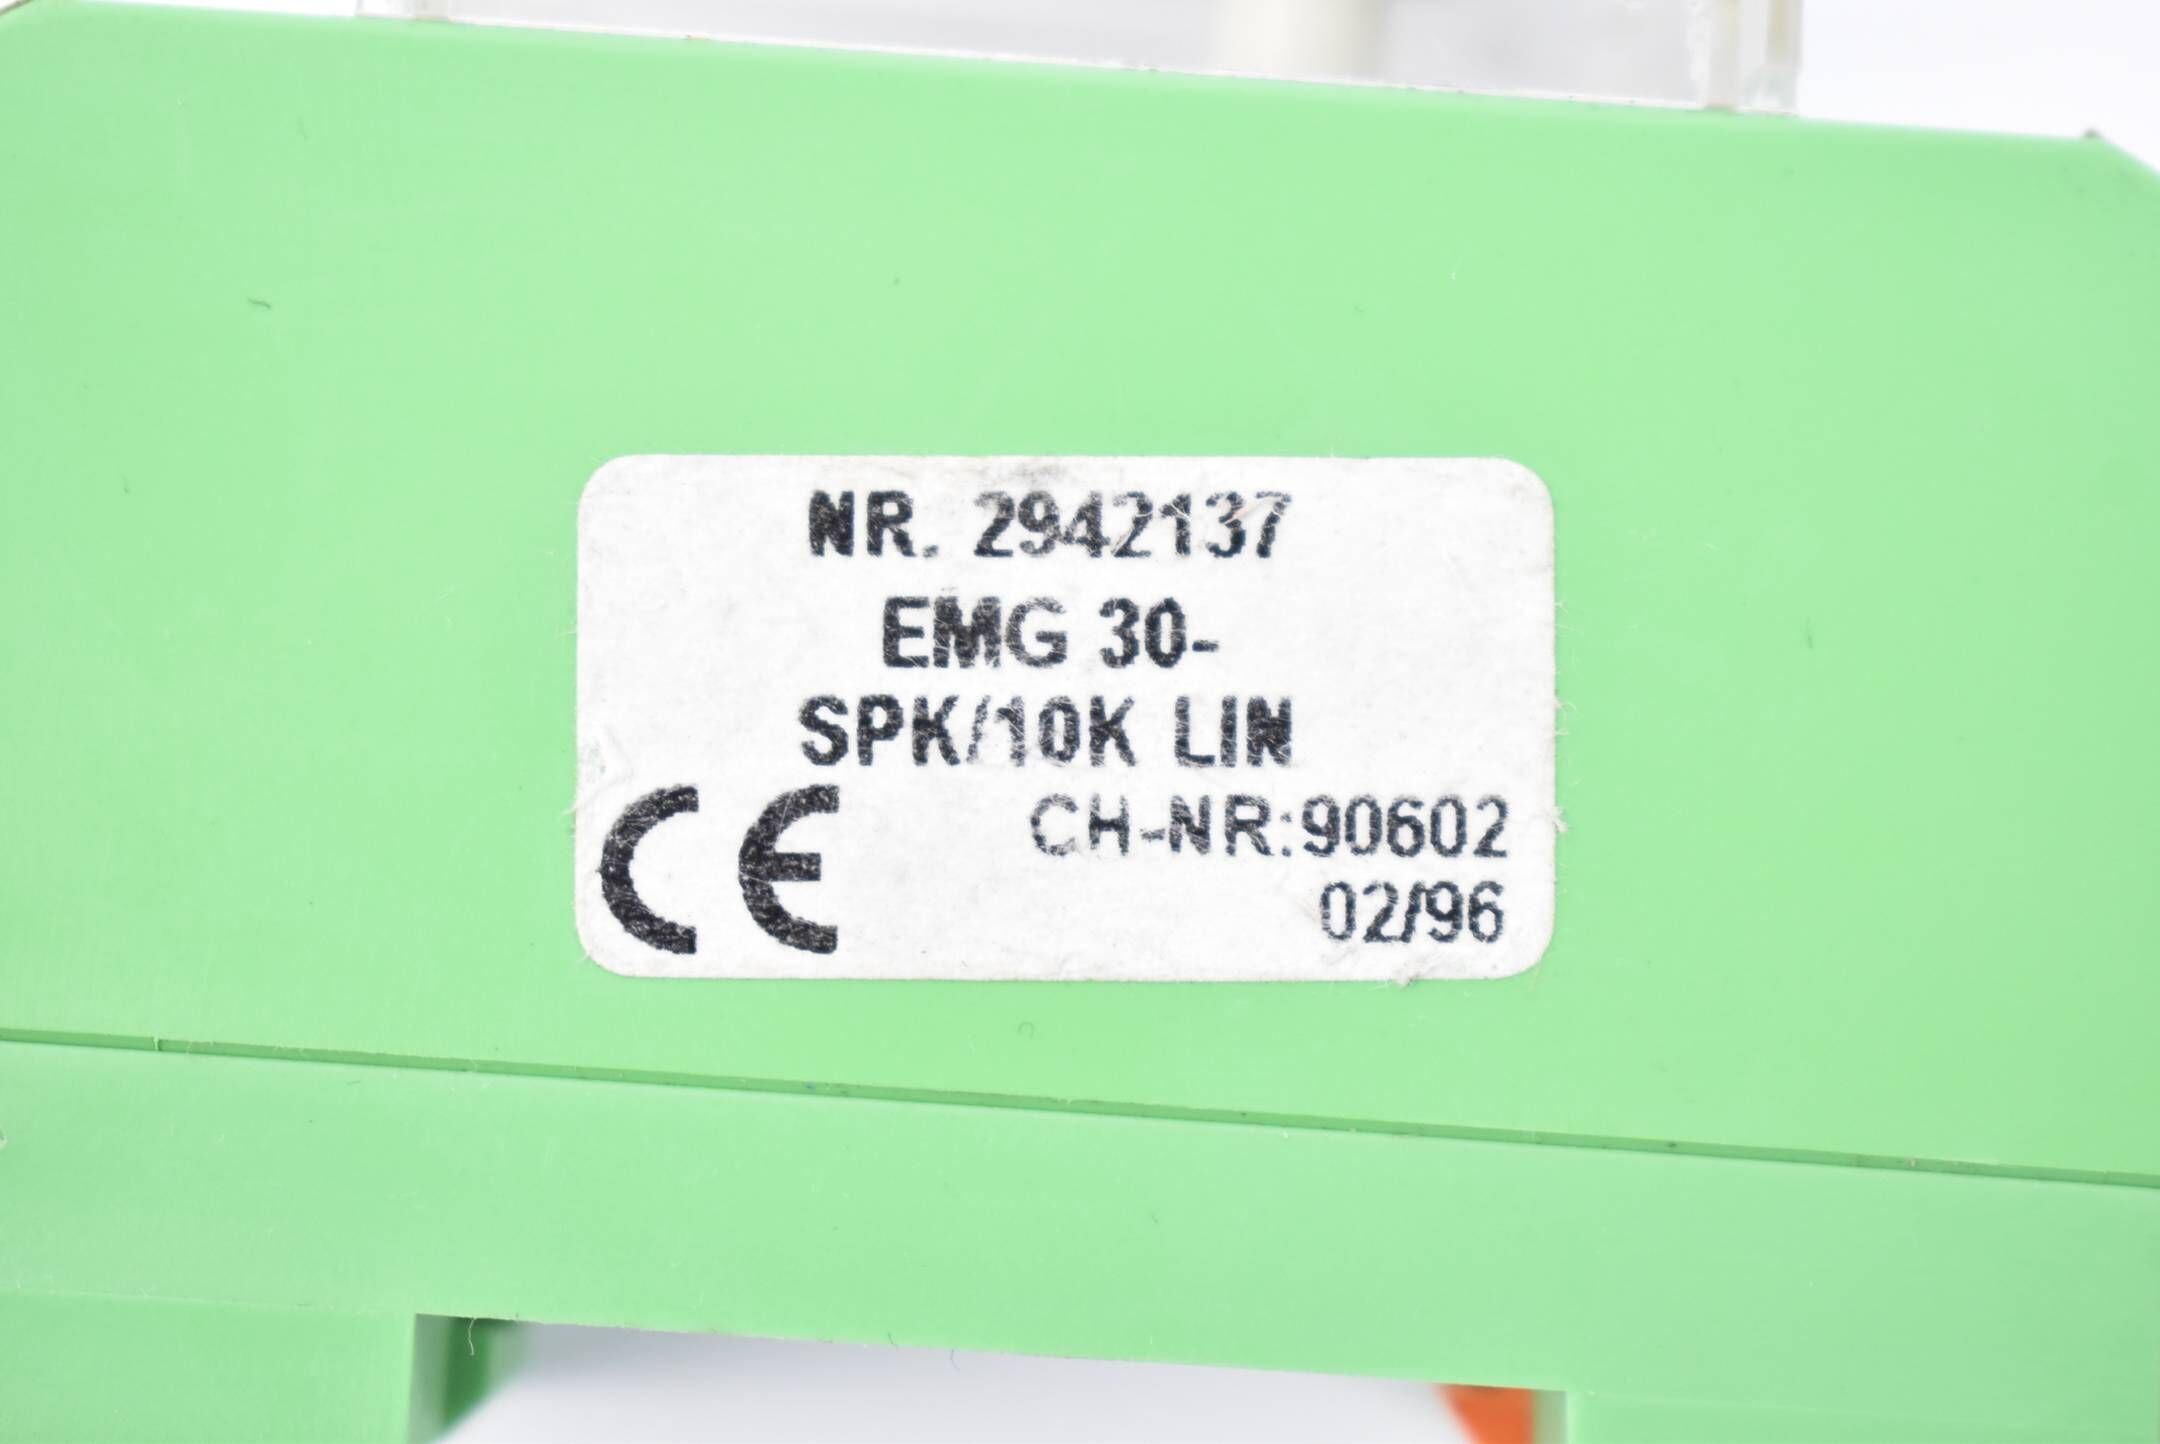 NR. 2942137
EMG 30-
SPK/10K LIN
CE CH-NR:90602
02/96